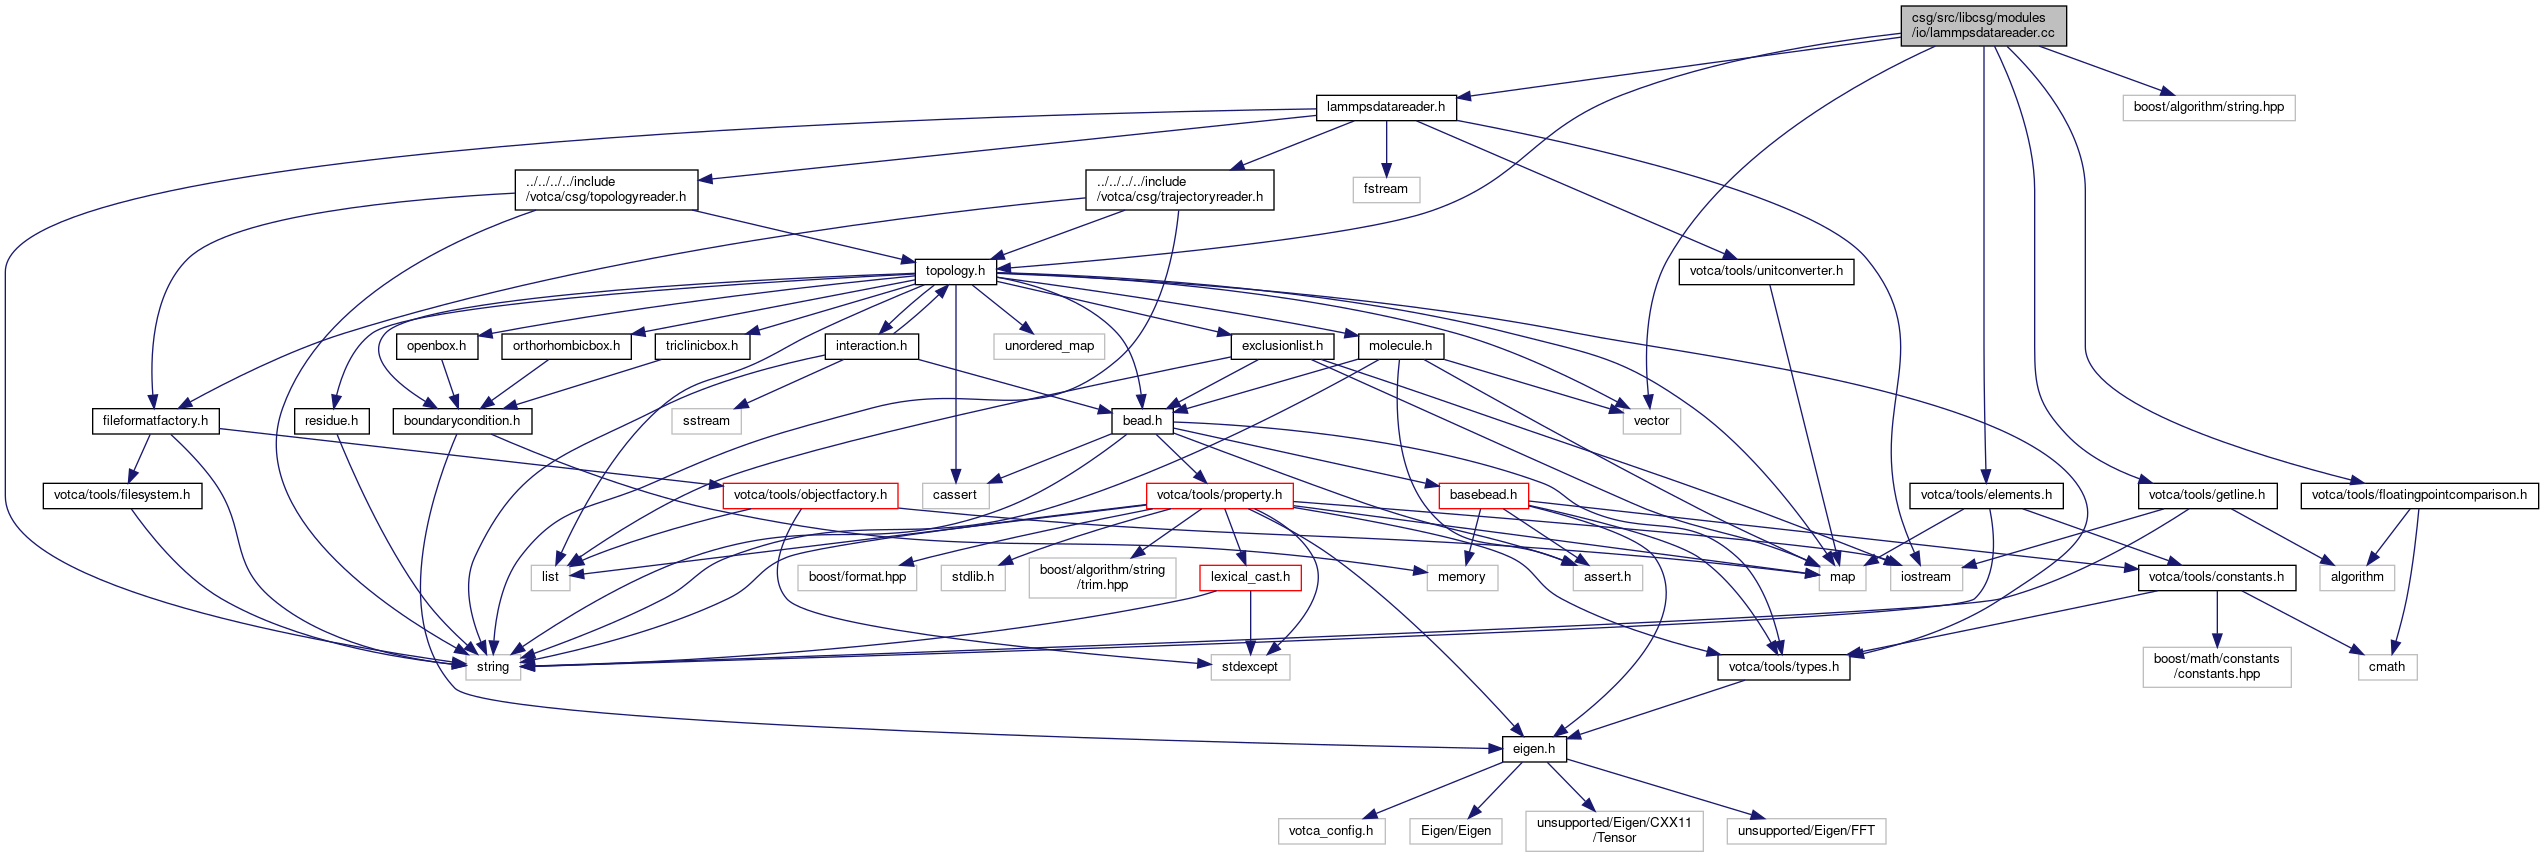 csg/src/libcsg/modules
/io/lammpsdatareader.cc
lammpsdatareader.h
boost/algorithm/string.hpp
../../../../include
/votca/csg/topologyreader.h
../../../../include
/votca/csg/trajectoryreader.h
fstream
topology.h
votca/tools/unitconverter.h
openbox.h
orthorhombicbox.h
triclinicbox.h
interaction.h
unordered_map
exclusionlist.h
molecule.h
fileformatfactory.h
residue.h
boundarycondition.h
sstream
bead.h
vector
votca/tools/filesystem.h
votca/tools/objectfactory.h
cassert
votca/tools/property.h
basebead.h
votca/tools/elements.h
votca/tools/getline.h
votca/tools/floatingpointcomparison.h
list
boost/format.hpp
stdlib.h
boost/algorithm/string
/trim.hpp
lexical_cast.h
memory
assert.h
map
iostream
votca/tools/constants.h
algorithm
string
stdexcept
votca/tools/types.h
boost/math/constants
/constants.hpp
cmath
eigen.h
votca_config.h
Eigen/Eigen
unsupported/Eigen/CXX11
/Tensor
unsupported/Eigen/FFT